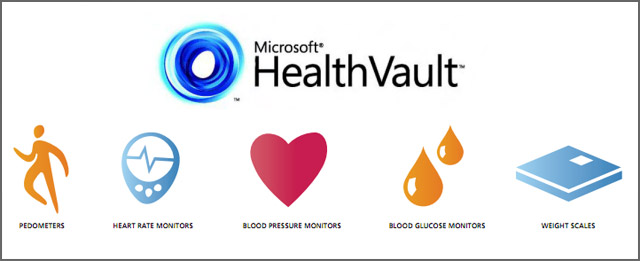 Microsoft®
HealthVault™
™
PEDOMETERS HEART RATE MONITORS BLOOD PRESSURE MONITORS BLOOD GLUCOSE MONITORS WEIGHT SCALES